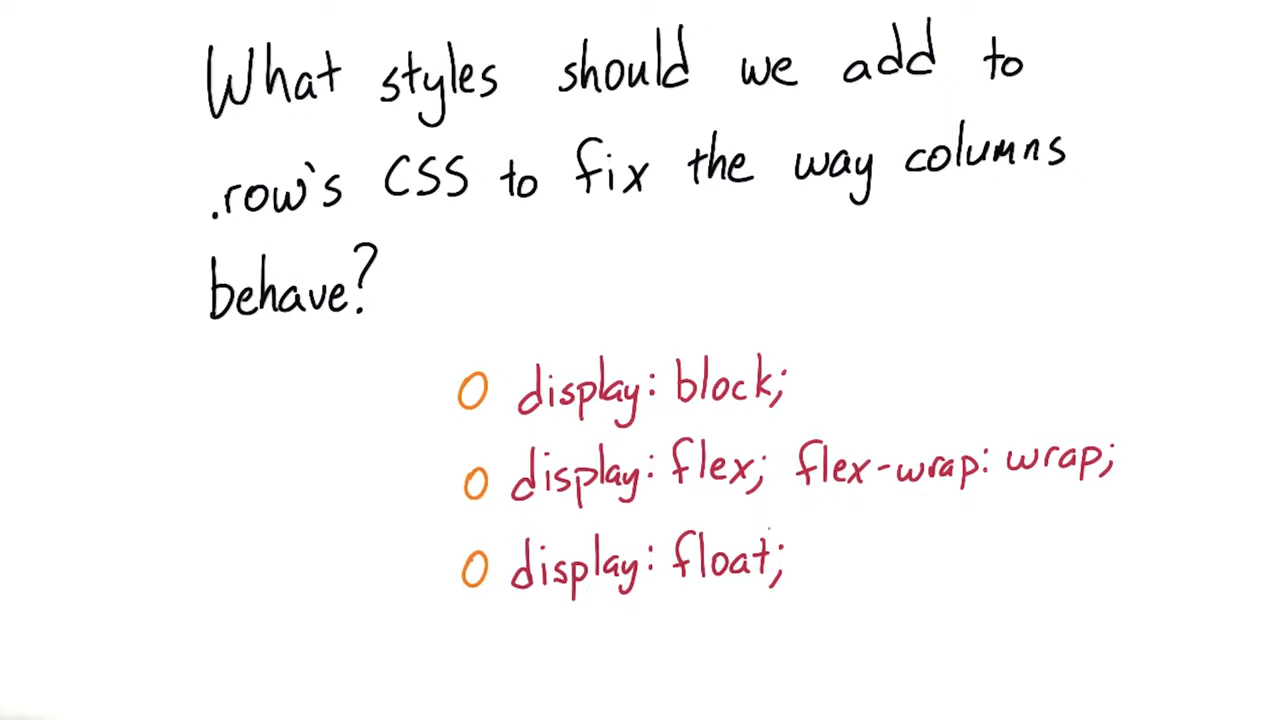 What styles should we add to
.row's CSS to fix the way columns
behave?
O display: block;
O display: flex; flex-wrap: wrap;
O display: float;